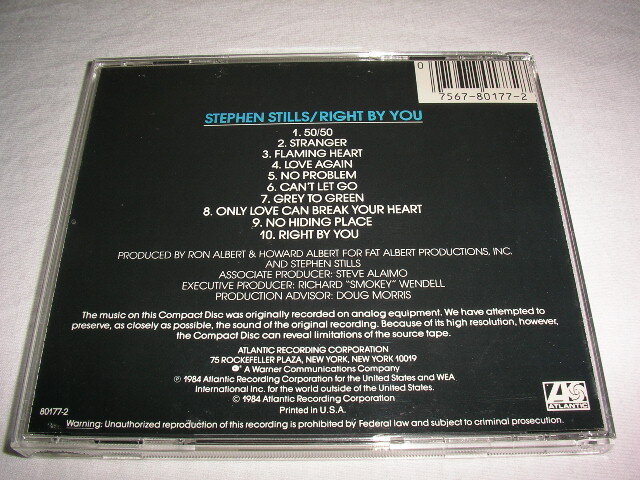 0
7567-80177-2
STEPHEN STILLS/RIGHT BY YOU
1. 50/50
2. STRANGER
3. FLAMING HEART
4. LOVE AGAIN
5. NO PROBLEM
6. CAN'T LET GO
7. GREY TO GREEN
8. ONLY LOVE CAN BREAK YOUR HEART
9. NO HIDING PLACE
10. RIGHT BY YOU
PRODUCED BY RON ALBERT & HOWARD ALBERT FOR FAT ALBERT PRODUCTIONS, INC.
AND STEPHEN STILLS
ASSOCIATE PRODUCER: STEVE ALAIMO
EXECUTIVE PRODUCER: RICHARD "SMOKEY" WENDELL
PRODUCTION ADVISOR: DOUG MORRIS
The music on this Compact Disc was originally recorded on analog equipment. We have attempted to
preserve, as closely as possible, the sound of the original recording. Because of its high resolution, however,
the Compact Disc can reveal limitations of the source tape.
ATLANTIC RECORDING CORPORATION
75 ROCKEFELLER PLAZA, NEW YORK, NEW YORK 10019
A Warner Communications Company
℗ 1984 Atlantic Recording Corporation for the United States and WEA
International Inc. for the world outside of the United States.
© 1984 Atlantic Recording Corporation
Printed in U.S.A.
80177-2
ATLANTIC
Warning: Unauthorized reproduction of this recording is prohibited by Federal law and subject to criminal prosecution.